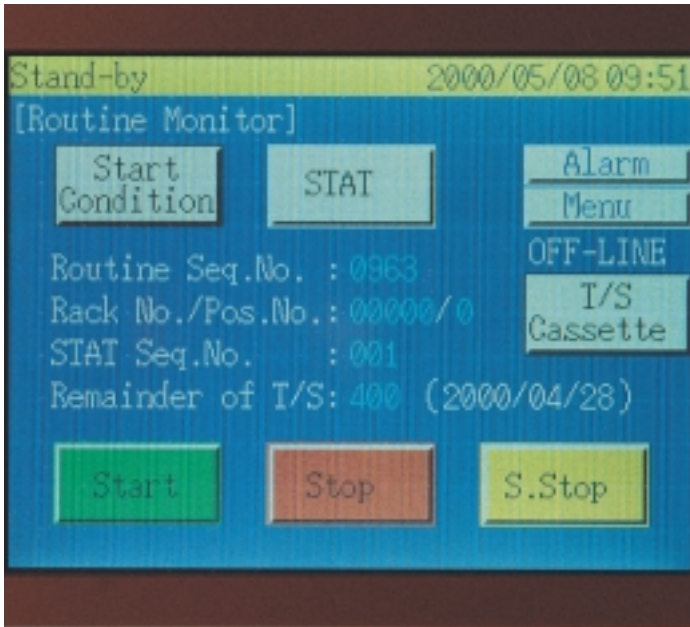 Stand-by 2000/05/08 09:51
[Routine Monitor]
Start Condition
STAT
Alarm
Menu
OFF-LINE
T/S Cassette
Routine Seq.No. : 0963
Rack No./Pos.No.: 00000/0
STAT Seq.No. : 001
Remainder of T/S: 400 (2000/04/28)
Start Stop S.Stop